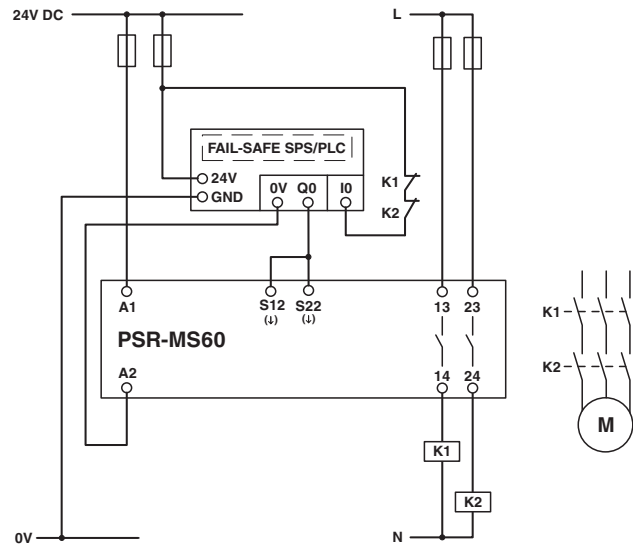 24V DC
L
FAIL-SAFE SPS/PLC
24V
GND
0V Q0 I0
K1
K2
A1
S12
(↓)
S22
(↓)
13 23
PSR-MS60
A2
14 24
K1
K2
K1
K2
M
0V
N